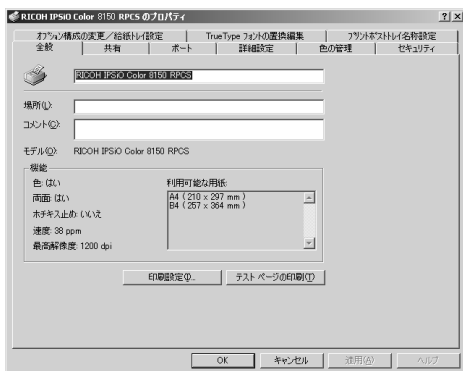 RICOH IPSiO Color 8150 RPCS のプロパティ
オプション構成の変更/給紙トレイ設定 TrueType フォントの置換編集 プリントポストトレイ名称設定
全般 共有 ポート 詳細設定 色の管理 セキュリティ
RICOH IPSiO Color 8150 RPCS
場所(L):
コメント(C):
モデル(O): RICOH IPSiO Color 8150 RPCS
機能
色: はい 利用可能な用紙:
両面: はい A4 ( 210 x 297 mm )
B4 ( 257 x 364 mm )
ホチキス止め: いいえ
速度: 38 ppm
最高解像度: 1200 dpi
印刷設定(I)... テスト ページの印刷(T)
OK キャンセル 適用(A) ヘルプ